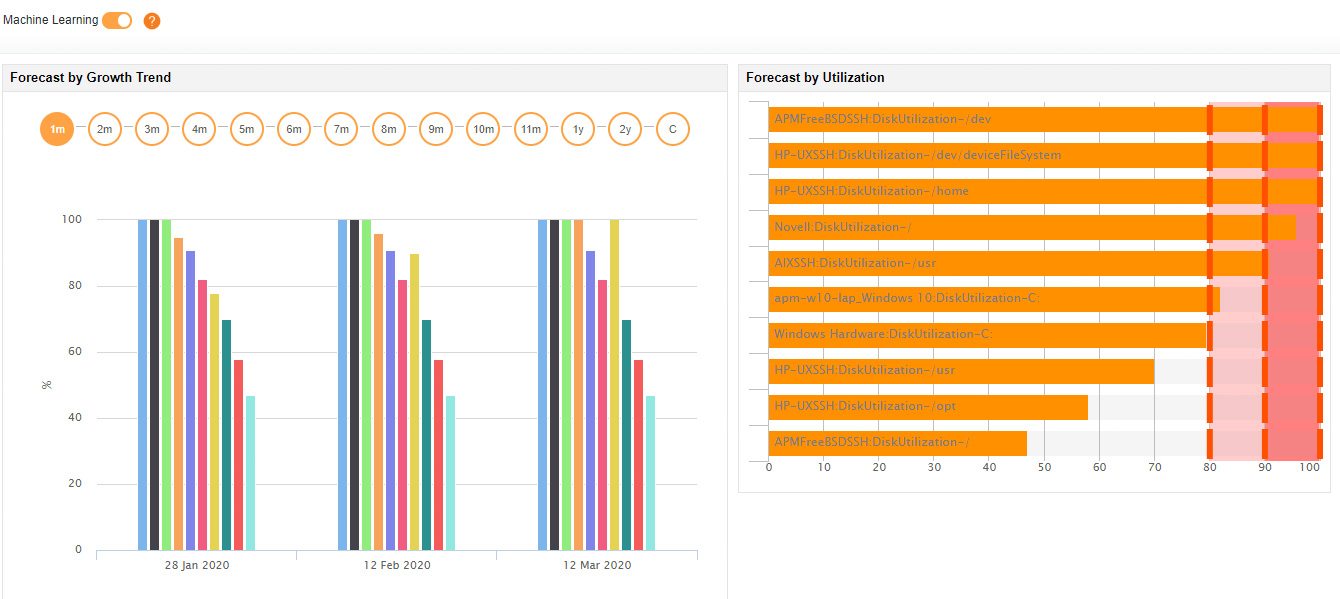 Machine Learning ?
Forecast by Growth Trend
1m 2m 3m 4m 5m 6m 7m 8m 9m 10m 11m 1y 2y C
100
80
60
%
40
20
0
28 Jan 2020 12 Feb 2020 12 Mar 2020
Forecast by Utilization
APMFreeBSDSSH:DiskUtilization-/dev
HP-UXSSH:DiskUtilization-/dev/deviceFileSystem
HP-UXSSH:DiskUtilization-/home
Novell:DiskUtilization-/
AIXSSH:DiskUtilization-/usr
apm-w10-lap_Windows 10:DiskUtilization-C:
Windows Hardware:DiskUtilization-C:
HP-UXSSH:DiskUtilization-/usr
HP-UXSSH:DiskUtilization-/opt
APMFreeBSDSSH:DiskUtilization-/
0 10 20 30 40 50 60 70 80 90 100